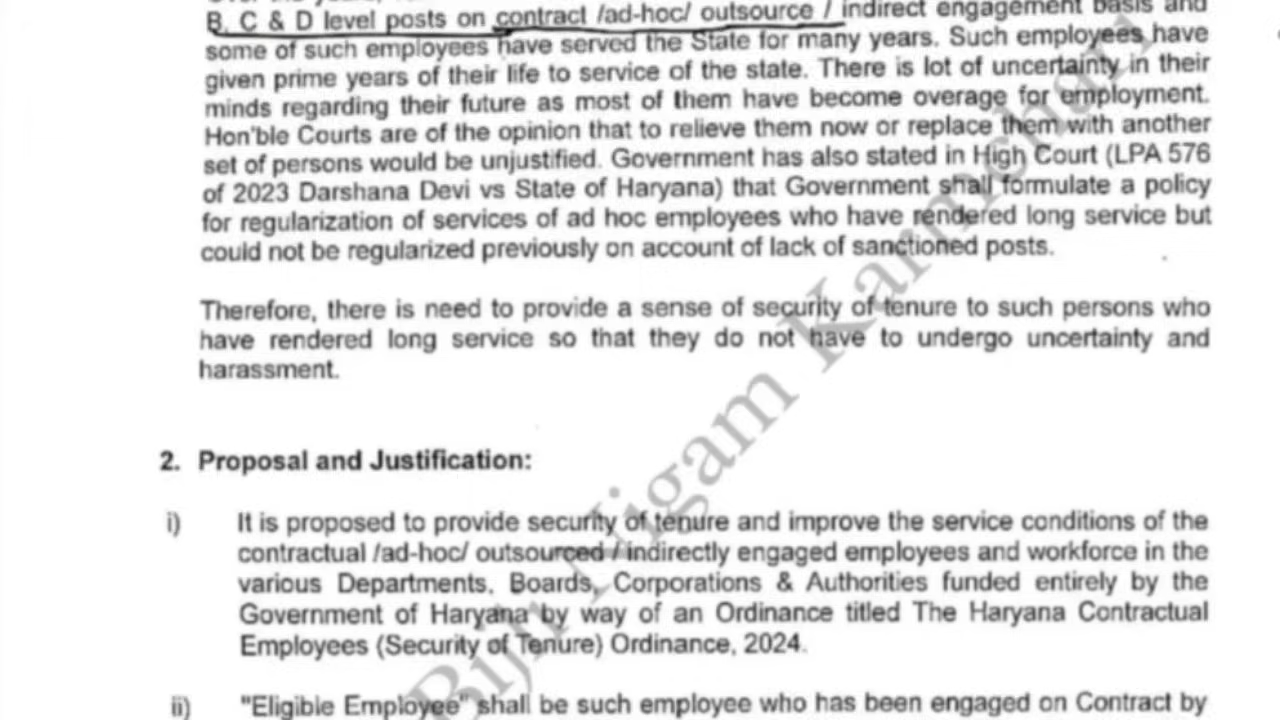 B, C & D level posts on contract /ad-hoc/ outsource / indirect engagement basis and
some of such employees have served the State for many years. Such employees have
given prime years of their life to service of the state. There is lot of uncertainty in their
minds regarding their future as most of them have become overage for employment.
Hon'ble Courts are of the opinion that to relieve them now or replace them with another
set of persons would be unjustified. Government has also stated in High Court (LPA 576
of 2023 Darshana Devi vs State of Haryana) that Government shall formulate a policy
for regularization of services of ad hoc employees who have rendered long service but
could not be regularized previously on account of lack of sanctioned posts.
Therefore, there is need to provide a sense of security of tenure to such persons who
have rendered long service so that they do not have to undergo uncertainty and
harassment.
2. Proposal and Justification:
i) It is proposed to provide security of tenure and improve the service conditions of the
contractual /ad-hoc/ outsourced / indirectly engaged employees and workforce in the
various Departments, Boards, Corporations & Authorities funded entirely by the
Government of Haryana by way of an Ordinance titled The Haryana Contractual
Employees (Security of Tenure) Ordinance, 2024.
ii) "Eligible Employee" shall be such employee who has been engaged on Contract by
Bijli Nigam Karmchari